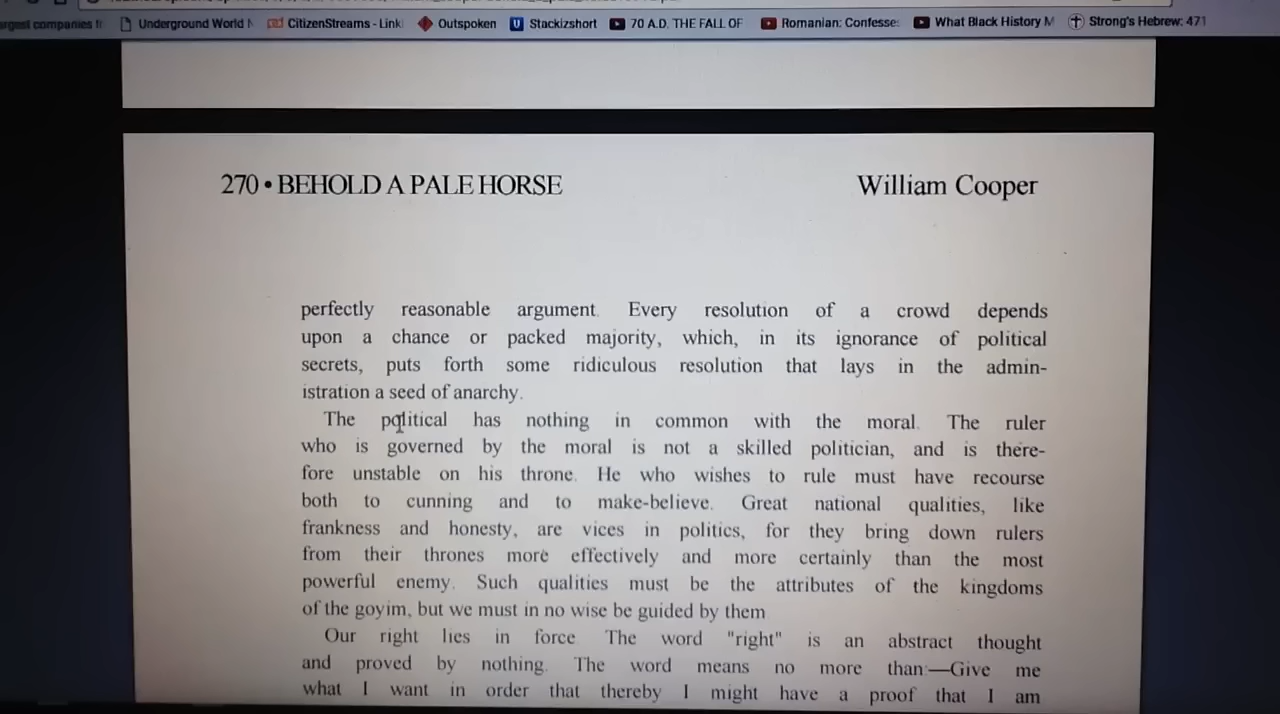 argest companies
Underground World
CitizenStreams - Link
Outspoken
Stackizshort
70 A.D. THE FALL OF
Romanian: Confesse
What Black History M
Strong's Hebrew: 471
270 • BEHOLD A PALE HORSE
William Cooper
perfectly reasonable argument. Every resolution of a crowd depends
upon a chance or packed majority, which, in its ignorance of political
secrets, puts forth some ridiculous resolution that lays in the admin-
istration a seed of anarchy.
The political has nothing in common with the moral. The ruler
who is governed by the moral is not a skilled politician, and is there-
fore unstable on his throne. He who wishes to rule must have recourse
both to cunning and to make-believe. Great national qualities, like
frankness and honesty, are vices in politics, for they bring down rulers
from their thrones more effectively and more certainly than the most
powerful enemy. Such qualities must be the attributes of the kingdoms
of the goyim, but we must in no wise be guided by them
Our right lies in force The word "right" is an abstract thought
and proved by nothing. The word means no more than:—Give me
what I want in order that thereby I might have a proof that I am